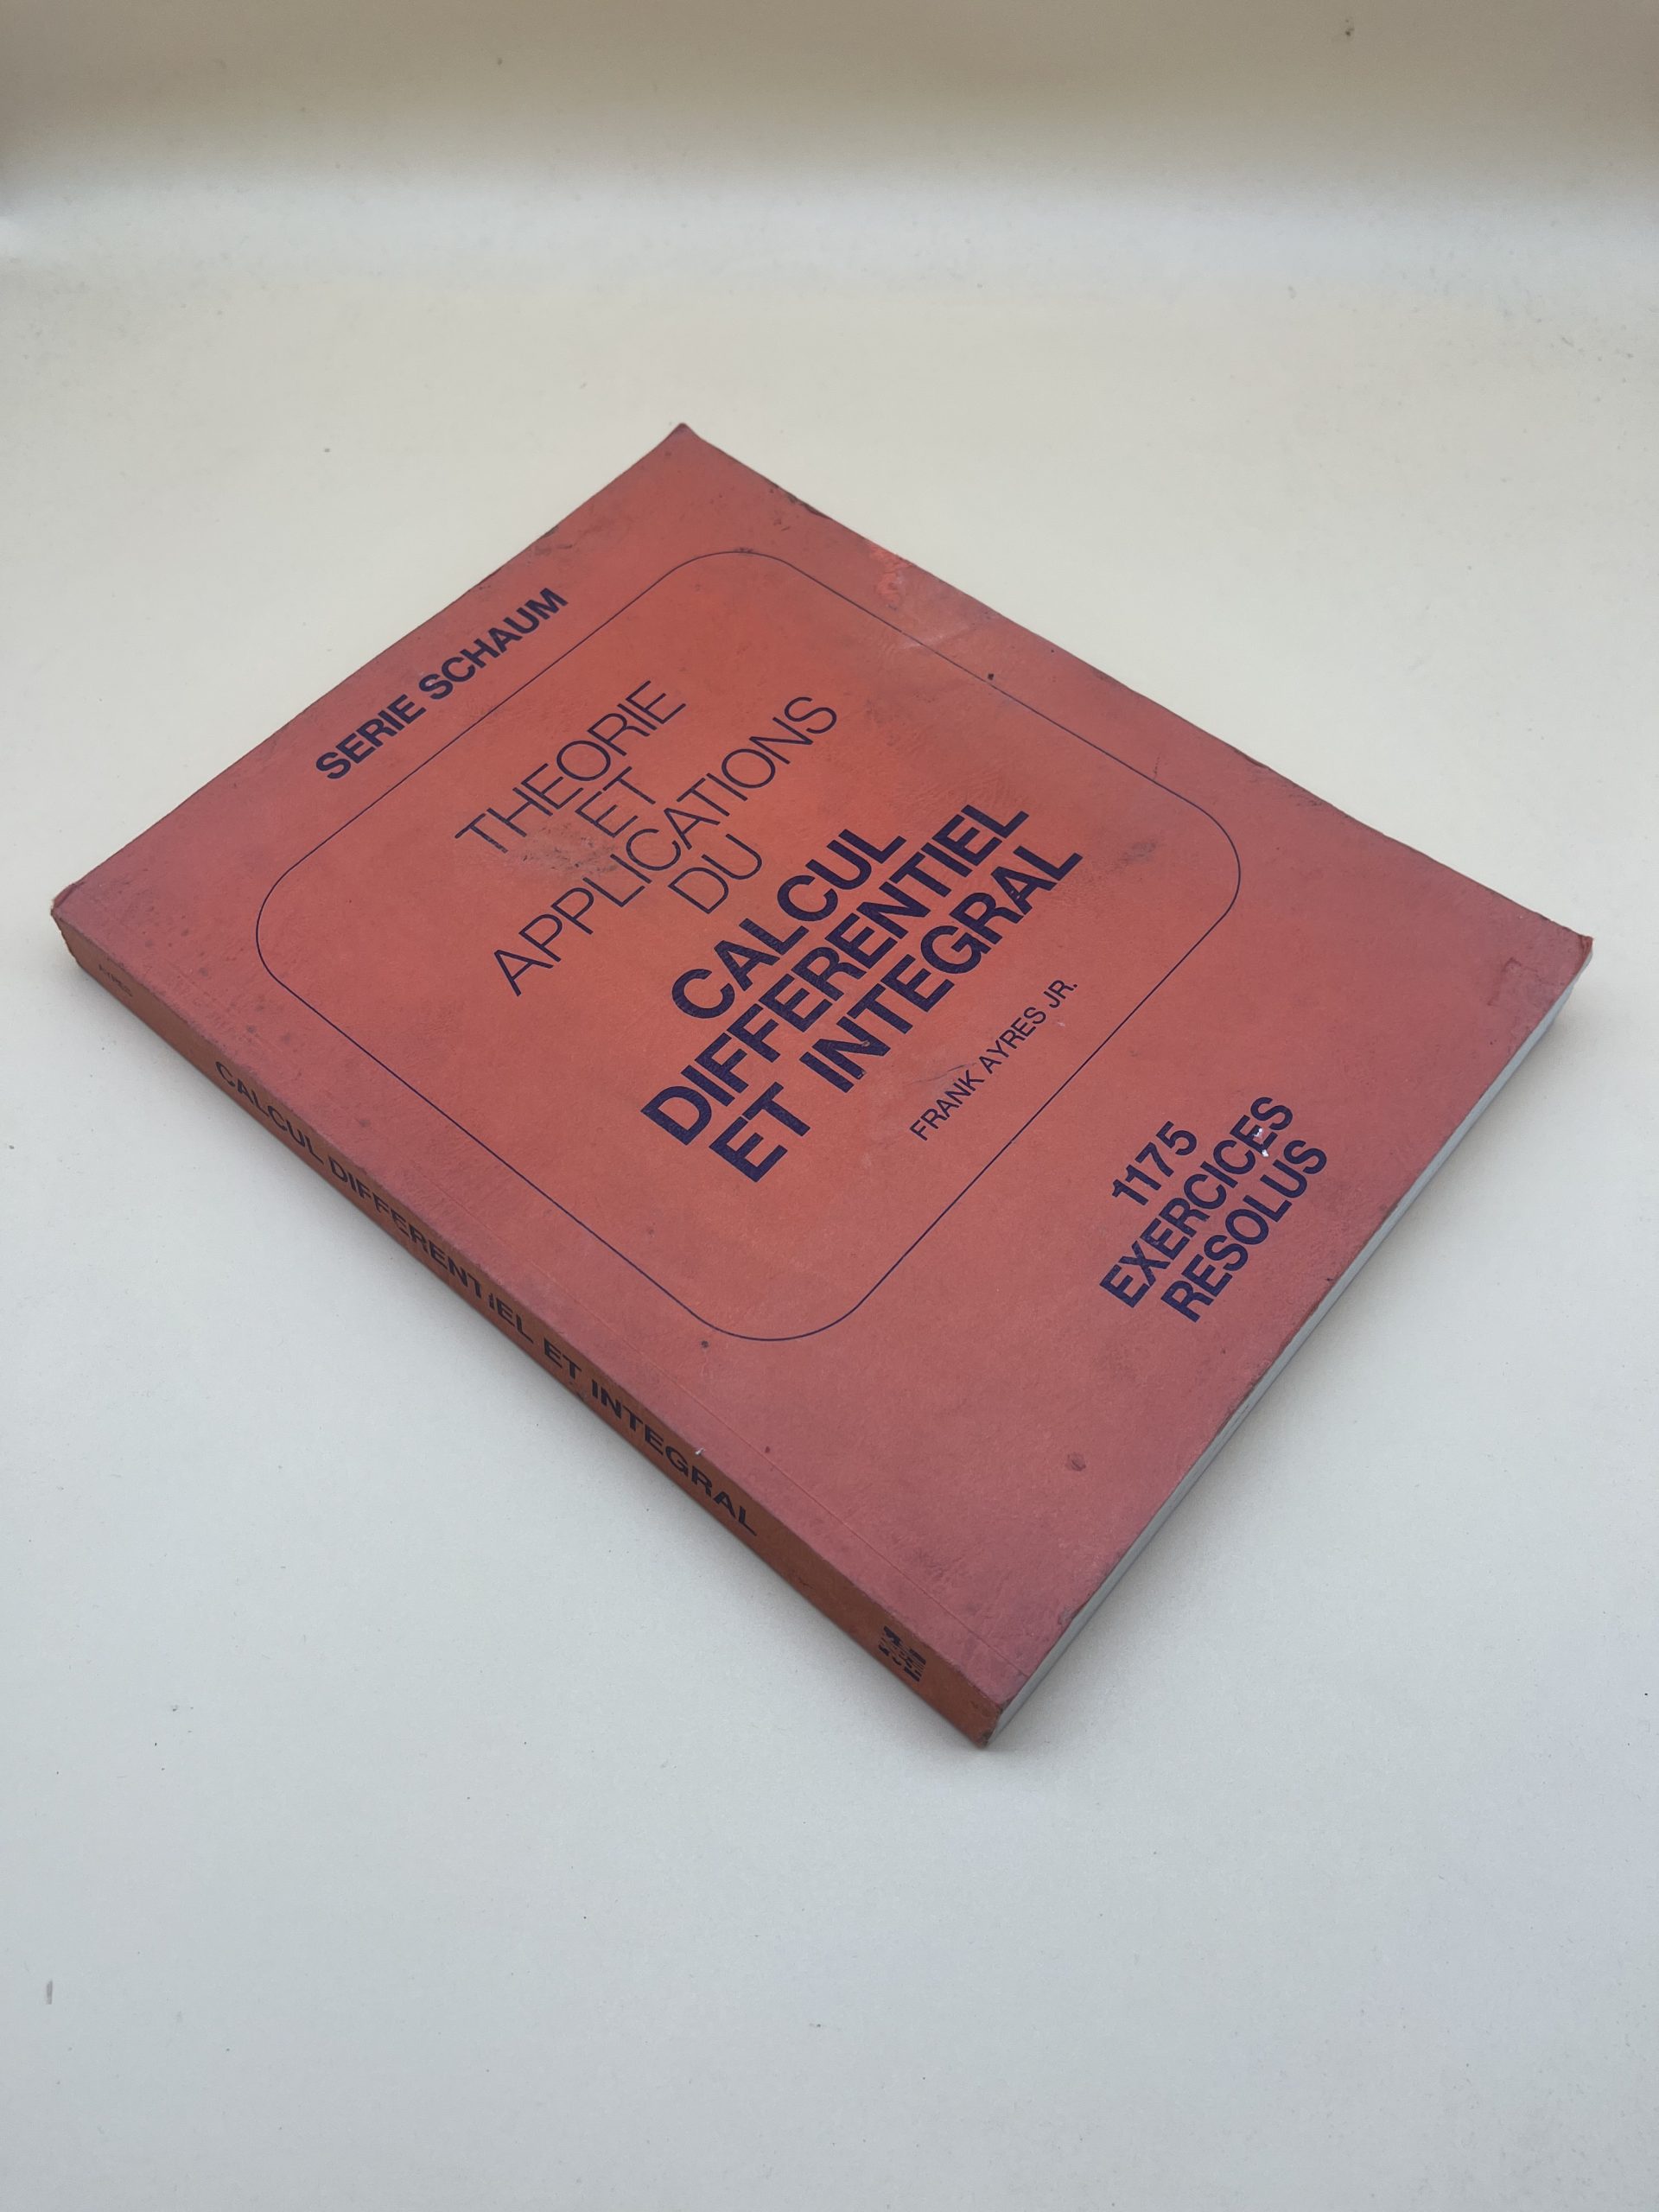 SERIE SCHAUM
THEORIE
ET
APPLICATIONS
DU
CALCUL
DIFFERENTIEL
ET INTEGRAL
FRANK AYRES JR.
1175
EXERCICES
RESOLUS
AYRES
CALCUL DIFFERENTIEL ET INTEGRAL